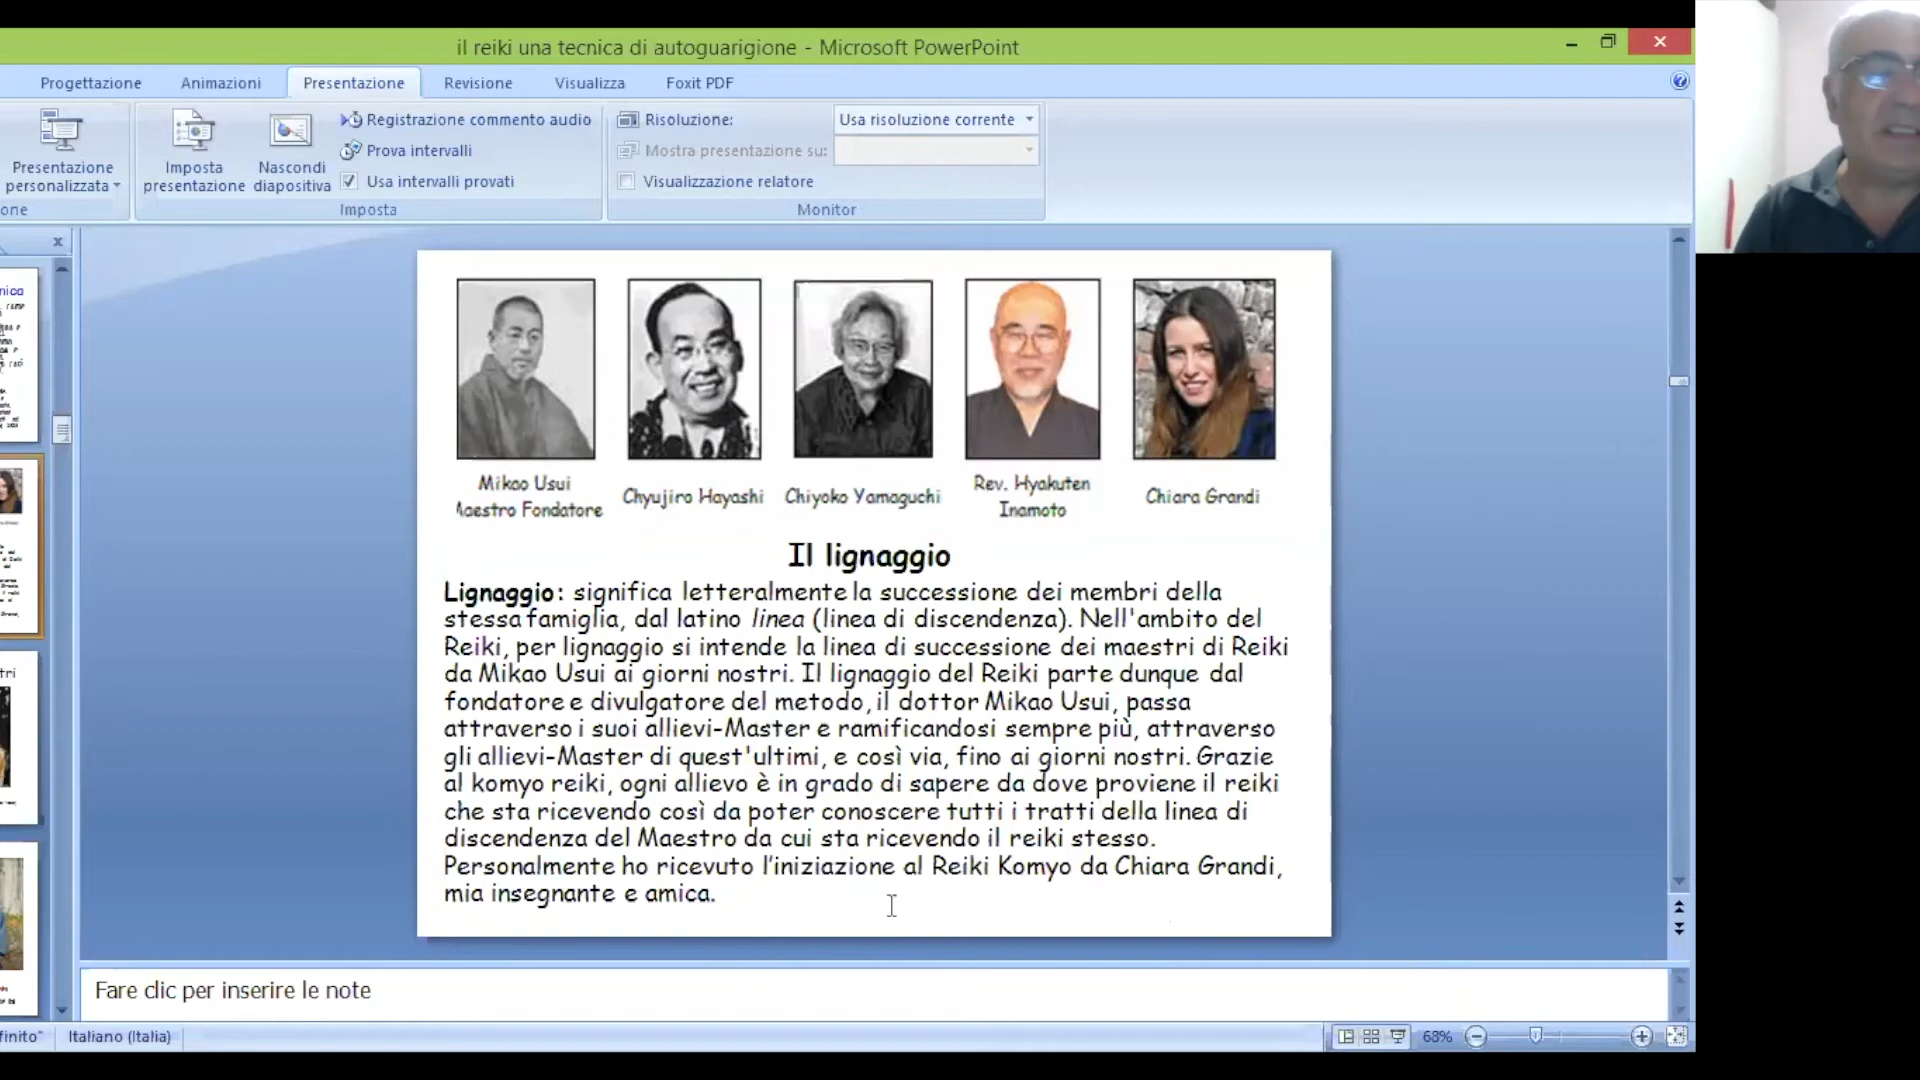 il reiki una tecnica di autoguarigione - Microsoft PowerPoint
Progettazione Animazioni Presentazione Revisione Visualizza Foxit PDF
Presentazione personalizzata
Imposta presentazione
Nascondi diapositiva
Registrazione commento audio
Prova intervalli
Usa intervalli provati
Imposta
Risoluzione: Usa risoluzione corrente
Mostra presentazione su:
Visualizzazione relatore
Monitor
Mikao Usui
Maestro Fondatore
Chyujiro Hayashi
Chiyoko Yamaguchi
Rev. Hyakuten
Inamoto
Chiara Grandi
Il lignaggio
Lignaggio: significa letteralmente la successione dei membri della
stessa famiglia, dal latino linea (linea di discendenza). Nell'ambito del
Reiki, per lignaggio si intende la linea di successione dei maestri di Reiki
da Mikao Usui ai giorni nostri. Il lignaggio del Reiki parte dunque dal
fondatore e divulgatore del metodo, il dottor Mikao Usui, passa
attraverso i suoi allievi-Master e ramificandosi sempre più, attraverso
gli allievi-Master di quest'ultimi, e così via, fino ai giorni nostri. Grazie
al komyo reiki, ogni allievo è in grado di sapere da dove proviene il reiki
che sta ricevendo così da poter conoscere tutti i tratti della linea di
discendenza del Maestro da cui sta ricevendo il reiki stesso.
Personalmente ho ricevuto l'iniziazione al Reiki Komyo da Chiara Grandi,
mia insegnante e amica.
Fare clic per inserire le note
Italiano (Italia)
68%